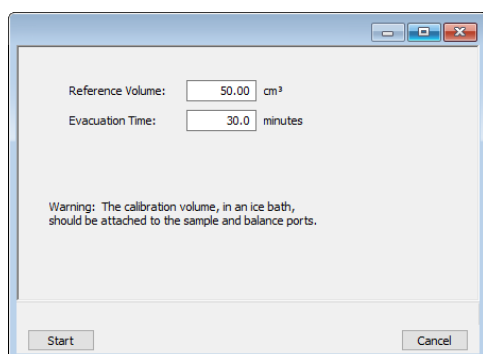 Reference Volume: 50.00 cm³
Evacuation Time: 30.0 minutes
Warning: The calibration volume, in an ice bath,
should be attached to the sample and balance ports.
Start Cancel